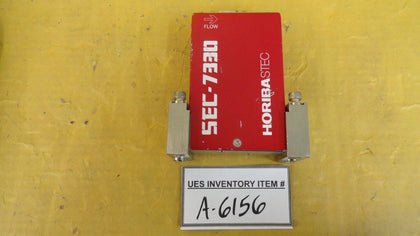 FLOW
SEC-7330
HORIBASTEC
UES INVENTORY ITEM #
A-6156